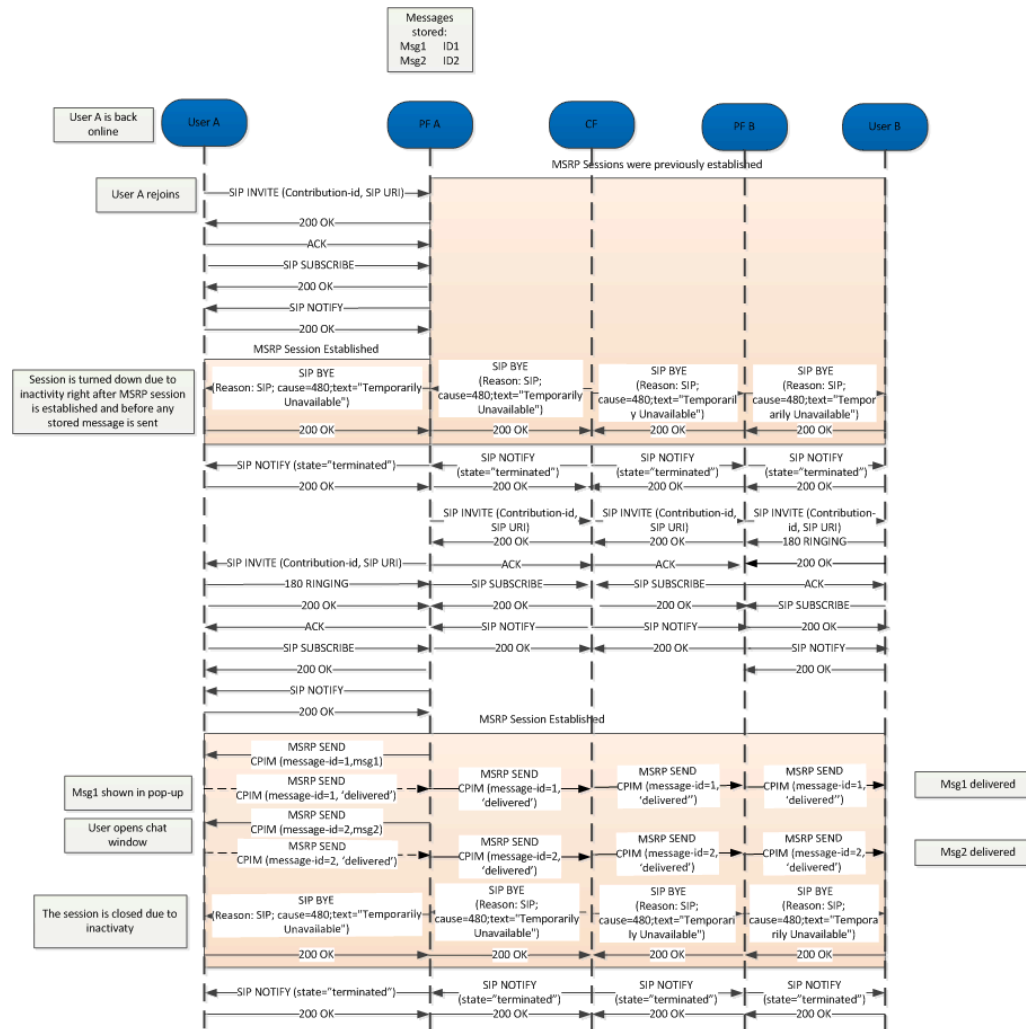 Messages
stored:
Msg1 ID1
Msg2 ID2
User A is back
online
User A
PF A
CF
PF B
User B
MSRP Sessions were previously established
User A rejoins
SIP INVITE (Contribution-id, SIP URI)
200 OK
ACK
SIP SUBSCRIBE
200 OK
SIP NOTIFY
200 OK
MSRP Session Established
Session is turned down due to
inactivity right after MSRP session
is established and before any
stored message is sent
SIP BYE
(Reason: SIP; cause=480;text="Temporarily
Unavailable")
SIP BYE
(Reason: SIP;
cause=480;text="Temporarily
Unavailable")
SIP BYE
(Reason: SIP;
cause=480;text="Temporaril
y Unavailable")
SIP BYE
(Reason: SIP;
cause=480;text="Tempor
arily Unavailable")
200 OK
200 OK
200 OK
200 OK
SIP NOTIFY (state="terminated")
SIP NOTIFY
(state="terminated")
SIP NOTIFY
(state="terminated")
SIP NOTIFY
(state="terminated")
200 OK
200 OK
200 OK
200 OK
SIP INVITE (Contribution-id,
SIP URI)
SIP INVITE (Contribution-id,
SIP URI)
SIP INVITE (Contribution-
id, SIP URI)
200 OK
200 OK
180 RINGING
SIP INVITE (Contribution-id, SIP URI)
ACK
ACK
200 OK
180 RINGING
SIP SUBSCRIBE
SIP SUBSCRIBE
ACK
200 OK
200 OK
200 OK
SIP SUBSCRIBE
ACK
SIP NOTIFY
SIP NOTIFY
200 OK
SIP SUBSCRIBE
200 OK
200 OK
SIP NOTIFY
200 OK
200 OK
SIP NOTIFY
200 OK
MSRP Session Established
MSRP SEND
CPIM (message-id=1,msg1)
Msg1 shown in pop-up
MSRP SEND
CPIM (message-id=1, ‘delivered’)
MSRP SEND
CPIM (message-id=1,
‘delivered’)
MSRP SEND
CPIM (message-id=1,
‘delivered’’)
MSRP SEND
CPIM (message-id=1,
‘delivered’’)
Msg1 delivered
User opens chat
window
MSRP SEND
CPIM(message-id=2,msg2)
MSRP SEND
CPIM (message-id=2, ‘delivered’)
MSRP SEND
CPIM (message-id=2,
‘delivered’)
MSRP SEND
CPIM (message-id=2,
‘delivered’)
MSRP SEND
CPIM (message-id=2,
‘delivered’)
Msg2 delivered
The session is closed due to
inactivaty
SIP BYE
(Reason: SIP; cause=480;text="Temporarily
Unavailable")
SIP BYE
(Reason: SIP;
cause=480;text="Temporarily
Unavailable")
SIP BYE
(Reason: SIP;
cause=480;text="Temporari
ly Unavailable")
SIP BYE
(Reason: SIP;
cause=480;text="Tempora
rily Unavailable")
200 OK
200 OK
200 OK
200 OK
SIP NOTIFY (state="terminated")
SIP NOTIFY
(state="terminated")
SIP NOTIFY
(state="terminated")
SIP NOTIFY
(state="terminated")
200 OK
200 OK
200 OK
200 OK